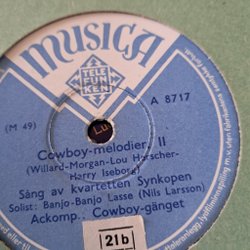 MUSICA
TELE
FUN
KEN
A 8717
(M 49)
Lu
Cowboy-melodier, II
(Willard-Morgan-Lou Herscher-
Harry Iseborg)
Sång av kvartetten Synkopen
Solist: Banjo-Banjo Lasse (Nils Larsson)
Ackomp.: Cowboy-gänget
21b